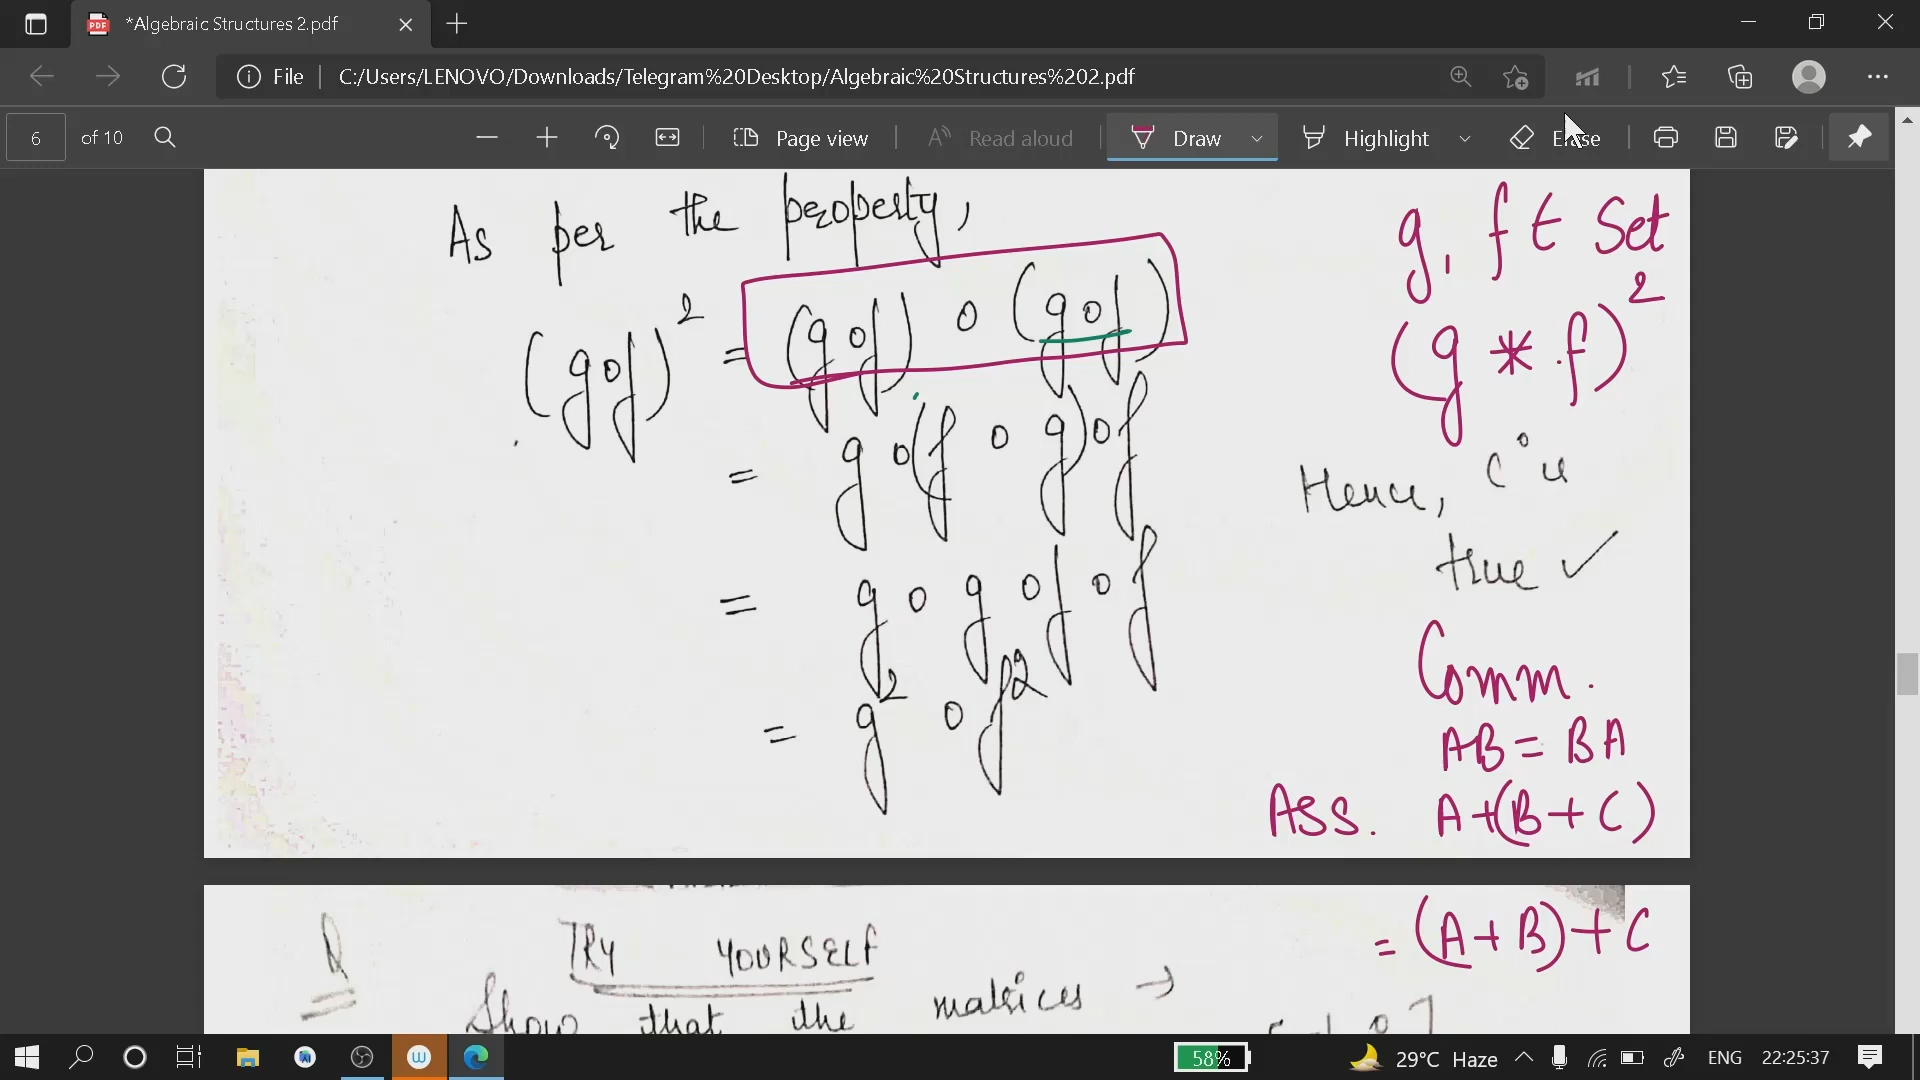 *Algebraic Structures 2.pdf
File
C:/Users/LENOVO/Downloads/Telegram%20Desktop/Algebraic%20Structures%202.pdf
6 of 10
Page view
Read aloud
Draw
Highlight
Erase
As per the property,
(gof)² = (gof) o (gof)
= g o (f o g) o f
= g o g o f o f
= g² o f²
g, f ∈ Set
(g * f)²
Hence, 'o' is
true ✓
Comm.
AB = BA
Ass. A+(B+C)
= (A+B)+C
Q TRY YOURSELF
Show that the matrices →
58%
29°C Haze
ENG
22:25:37